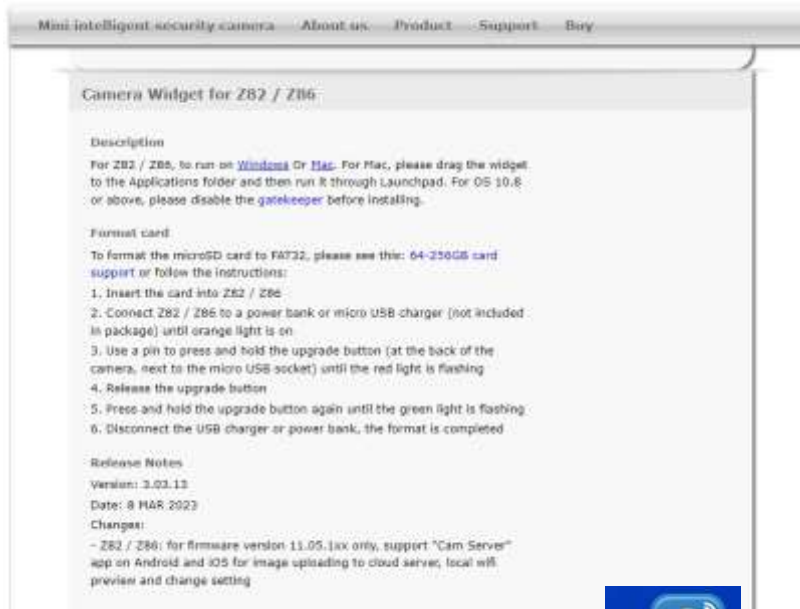 Mini intelligent security camera About us Product Support Buy
Camera Widget for Z82 / Z86
Description
For Z82 / Z86, to run on Windows Or Mac. For Mac, please drag the widget
to the Applications folder and then run it through Launchpad. For OS 10.8
or above, please disable the gatekeeper before installing.
Format card
To format the microSD card to FAT32, please see this: 64-256GB card
support or follow the instructions:
1. Insert the card into Z82 / Z86
2. Connect Z82 / Z86 to a power bank or micro USB charger (not included
in package) until orange light is on
3. Use a pin to press and hold the upgrade button (at the back of the
camera, next to the micro USB socket) until the red light is flashing
4. Release the upgrade button
5. Press and hold the upgrade button again until the green light is flashing
6. Disconnect the USB charger or power bank, the format is completed
Release Notes
Version: 3.03.13
Date: 8 MAR 2023
Changes:
- Z82 / Z86: for firmware version 11.05.1xx only, support "Cam Server"
app on Android and iOS for image uploading to cloud server, local wifi
preview and change setting